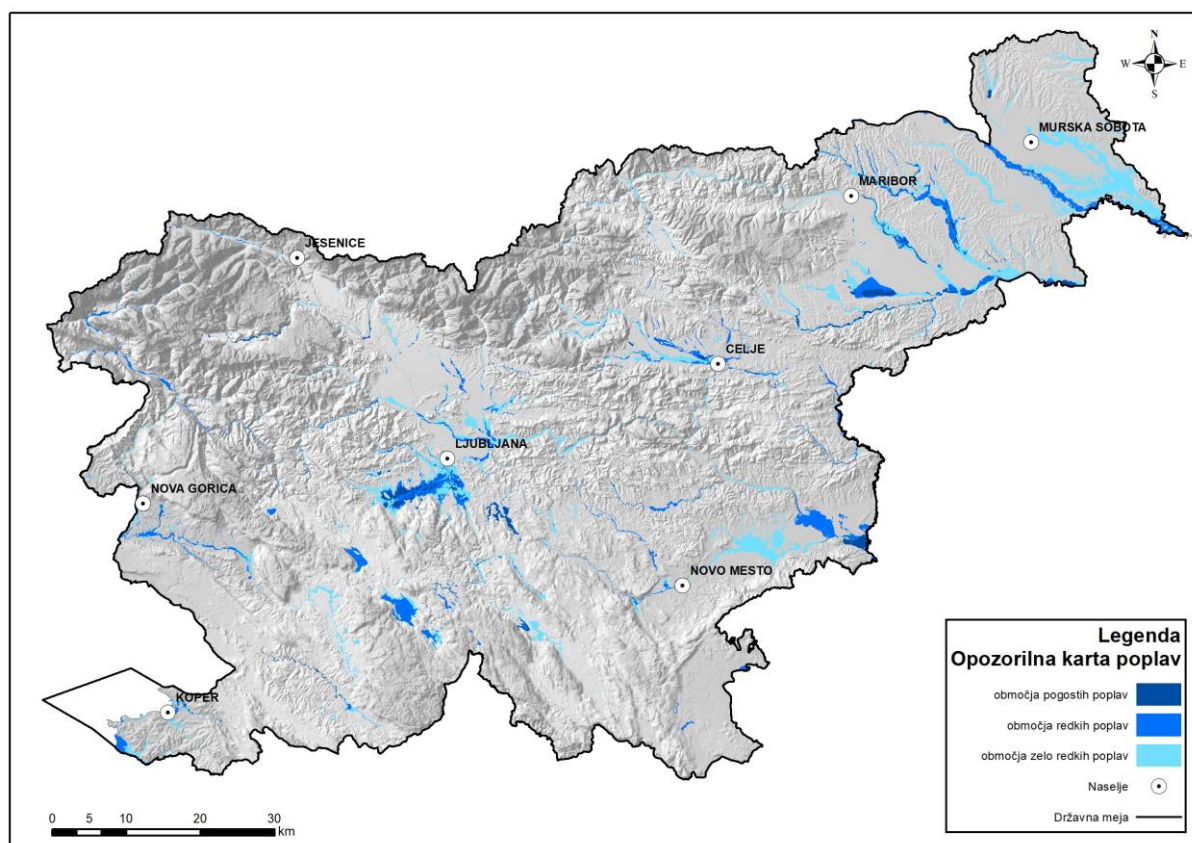 N
W E
S
MURSKA SOBOTA
MARIBOR
JESENICE
CELJE
LJUBLJANA
NOVA GORICA
NOVO MESTO
KOPER
Legenda
Opozorilna karta poplav
območja pogostih poplav
območja redkih poplav
območja zelo redkih poplav
Naselje
Državna meja
0 5 10 20 30
km